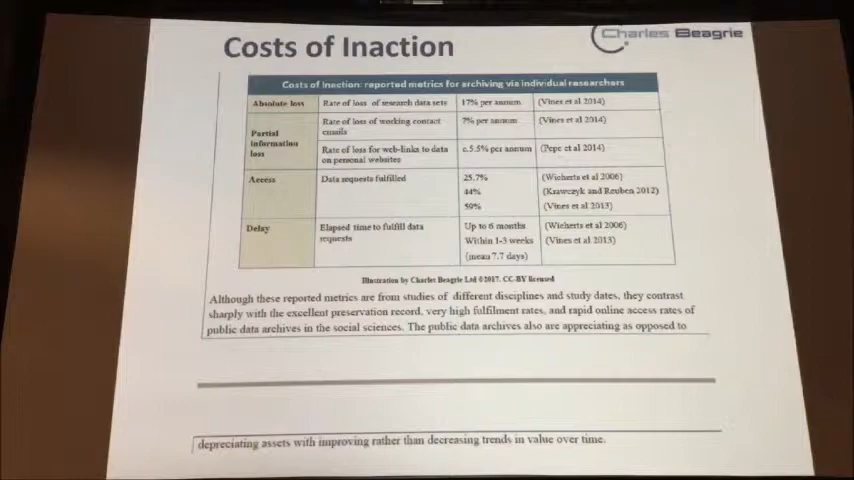 Charles Beagrie
Costs of Inaction
Costs of Inaction: reported metrics for archiving via individual researchers
Absolute loss Rate of loss of research data sets 17% per annum (Vines et al 2014)
Partial information loss Rate of loss of working contact emails 7% per annum (Vines et al 2014)
Rate of loss for web-links to data on personal websites c.5.5% per annum (Pepe et al 2014)
Access Data requests fulfilled 25.7% (Wicherts et al 2006)
44% (Krawczyk and Reuben 2012)
59% (Vines et al 2013)
Delay Elapsed time to fulfill data requests Up to 6 months (Wicherts et al 2006)
Within 1-3 weeks (Vines et al 2013)
(mean 7.7 days)
Illustration by Charles Beagrie Ltd ©2017. CC-BY licensed
Although these reported metrics are from studies of different disciplines and study dates, they contrast
sharply with the excellent preservation record, very high fulfilment rates, and rapid online access rates of
public data archives in the social sciences. The public data archives also are appreciating as opposed to
depreciating assets with improving rather than decreasing trends in value over time.